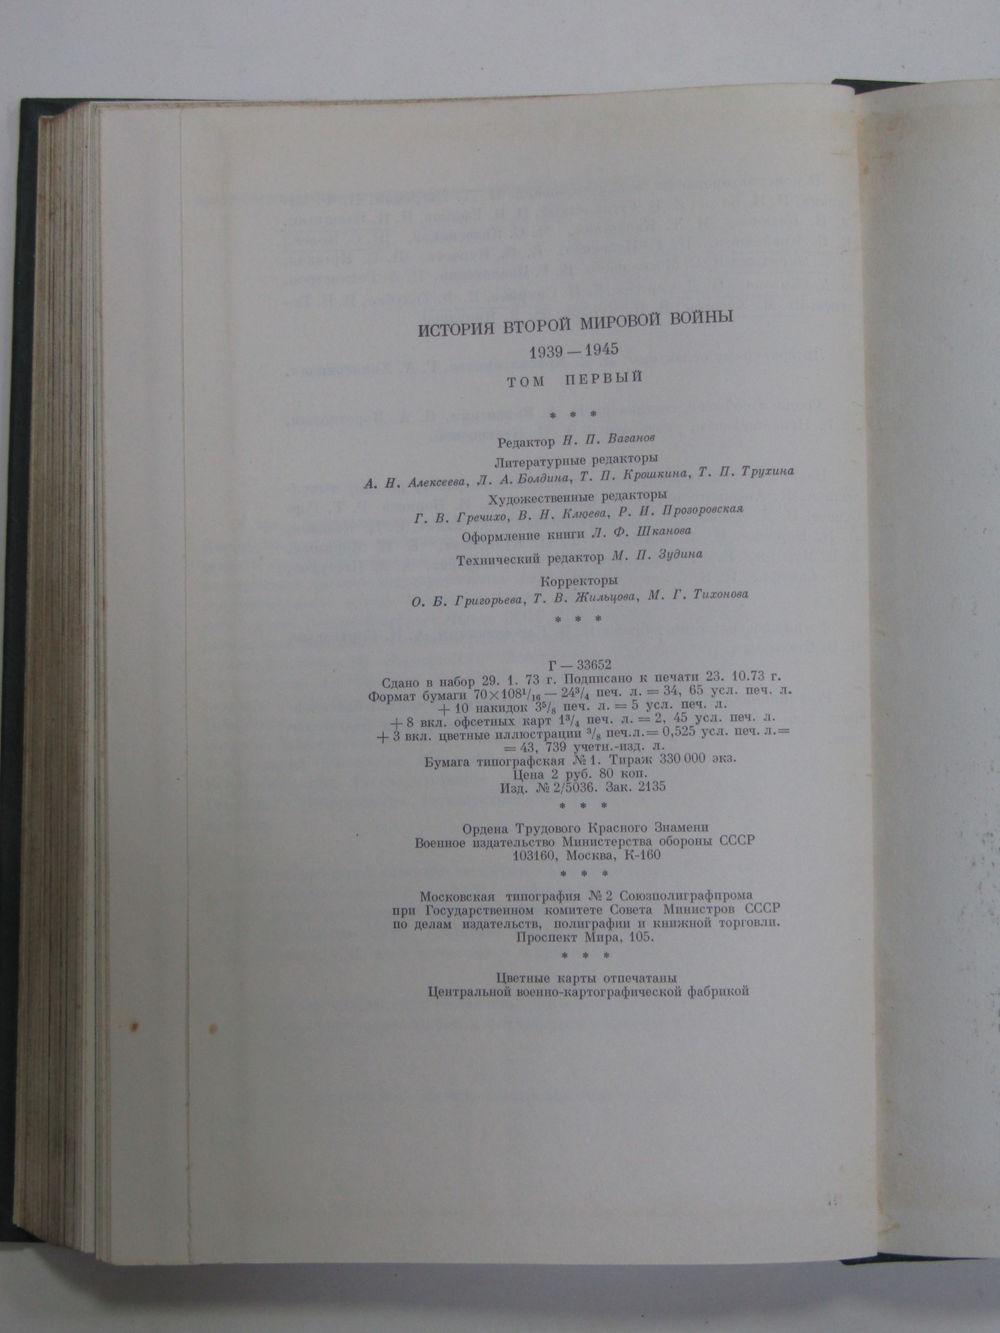 ИСТОРИЯ ВТОРОЙ МИРОВОЙ ВОЙНЫ
1939 — 1945
ТОМ ПЕРВЫЙ
* * *
Редактор Н. П. Ваганов
Литературные редакторы
А. Н. Алексеева, Л. А. Болдина, Т. П. Крошкина, Т. П. Трухина
Художественные редакторы
Г. В. Гречихо, В. Н. Клюева, Р. И. Прозоровская
Оформление книги Л. Ф. Шканова
Технический редактор М. П. Зудина
Корректоры
О. Б. Григорьева, Т. В. Жильцова, М. Г. Тихонова
* * *
Г — 33652
Сдано в набор 29. 1. 73 г. Подписано к печати 23. 10.73 г.
Формат бумаги 70×108¹/₁₆ — 24³/₄ печ. л. = 34, 65 усл. печ. л.
+ 10 накидок 3⁵/₈ печ. л. = 5 усл. печ. л.
+ 8 вкл. офсетных карт 1³/₄ печ. л. = 2, 45 усл. печ. л.
+ 3 вкл. цветные иллюстрации ³/₈ печ.л.= 0,525 усл. печ. л.=
= 43, 739 учетн.-изд. л.
Бумага типографская № 1. Тираж 330 000 экз.
Цена 2 руб. 80 коп.
Изд. № 2/5036. Зак. 2135
* * *
Ордена Трудового Красного Знамени
Военное издательство Министерства обороны СССР
103160, Москва, К-160
* * *
Московская типография № 2 Союзполиграфпрома
при Государственном комитете Совета Министров СССР
по делам издательств, полиграфии и книжной торговли.
Проспект Мира, 105.
* * *
Цветные карты отпечатаны
Центральной военно-картографической фабрикой